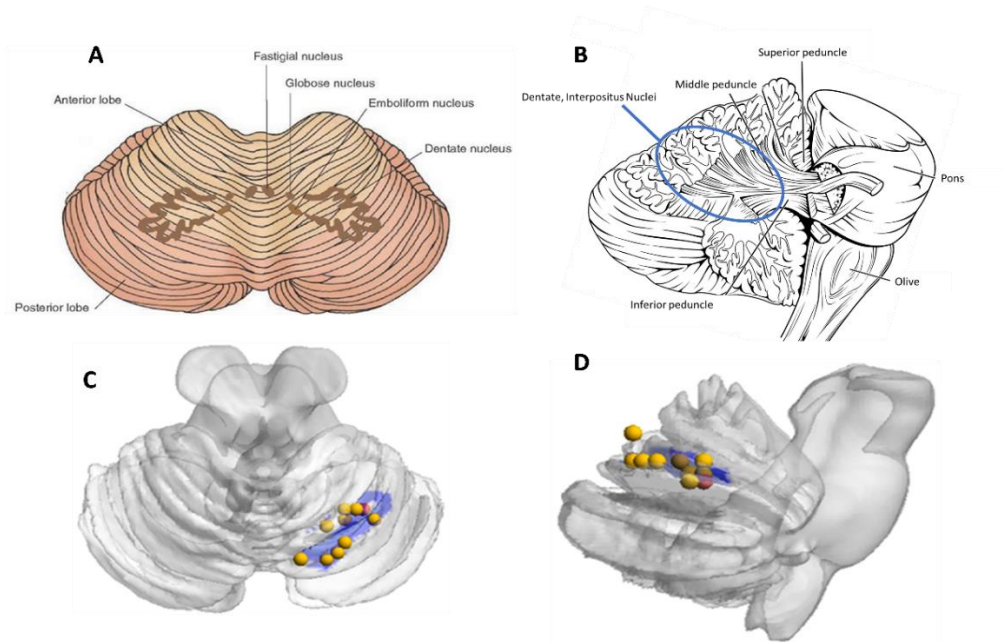 A
Fastigial nucleus
Globose nucleus
Anterior lobe
Emboliform nucleus
Dentate nucleus
Posterior lobe
B
Superior peduncle
Middle peduncle
Dentate, Interpositus Nuclei
Pons
Olive
Inferior peduncle
C
D